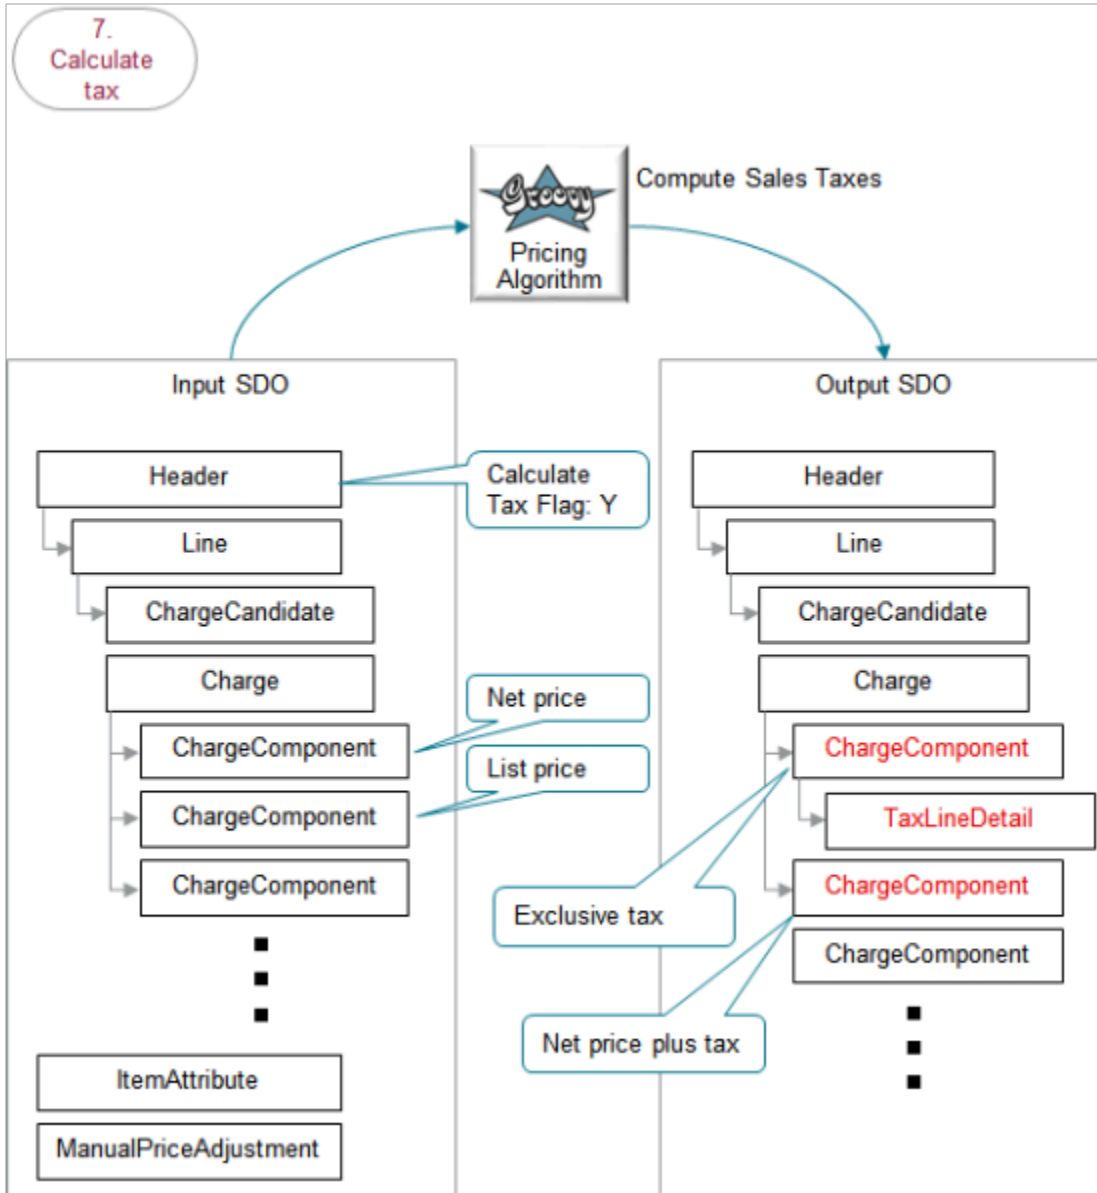 7.
Calculate
tax
Groovy
Pricing
Algorithm
Compute Sales Taxes
Input SDO
Header
Calculate
Tax Flag: Y
Line
ChargeCandidate
Charge
Net price
ChargeComponent
List price
ChargeComponent
ChargeComponent
ItemAttribute
ManualPriceAdjustment
Output SDO
Header
Line
ChargeCandidate
Charge
ChargeComponent
TaxLineDetail
ChargeComponent
Exclusive tax
ChargeComponent
Net price plus tax